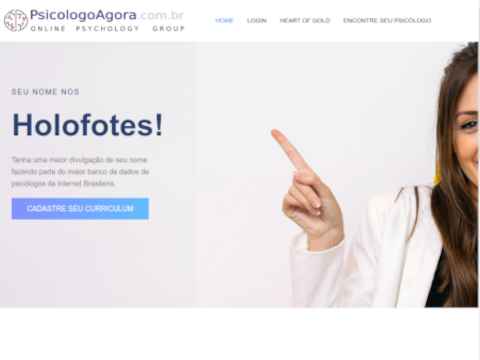 PsicologoAgora.com.br
ONLINE PSYCHOLOGY GROUP
HOME LOGIN HEART OF GOLD ENCONTRE SEU PSICÓLOGO
SEU NOME NOS
Holofotes!
Tenha uma maior divulgação de seu nome
fazendo parte do maior banco de dados de
psicólogos da Internet Brasileira.
CADASTRE SEU CURRICULUM